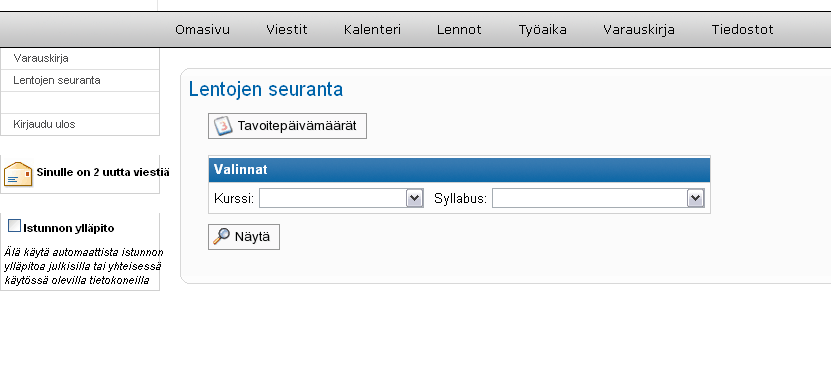 Omasivu Viestit Kalenteri Lennot Työaika Varauskirja Tiedostot
Varauskirja
Lentojen seuranta
Kirjaudu ulos
Sinulle on 2 uutta viestiä
Istunnon ylläpito
Älä käytä automaattista istunnon
ylläpitoa julkisilla tai yhteisessä
käytössä olevilla tietokoneilla
Lentojen seuranta
3 Tavoitepäivämäärät
Valinnat
Kurssi: Syllabus:
Näytä